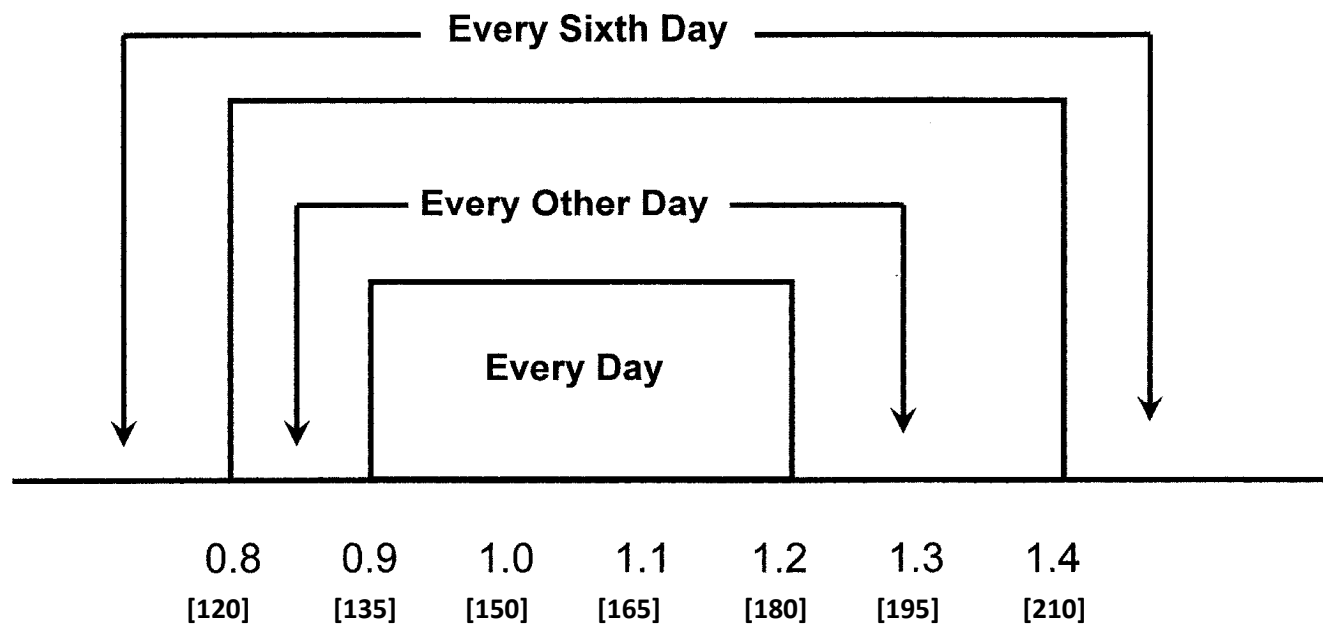 Every Sixth Day
Every Other Day
Every Day
0.8 0.9 1.0 1.1 1.2 1.3 1.4
[120] [135] [150] [165] [180] [195] [210]